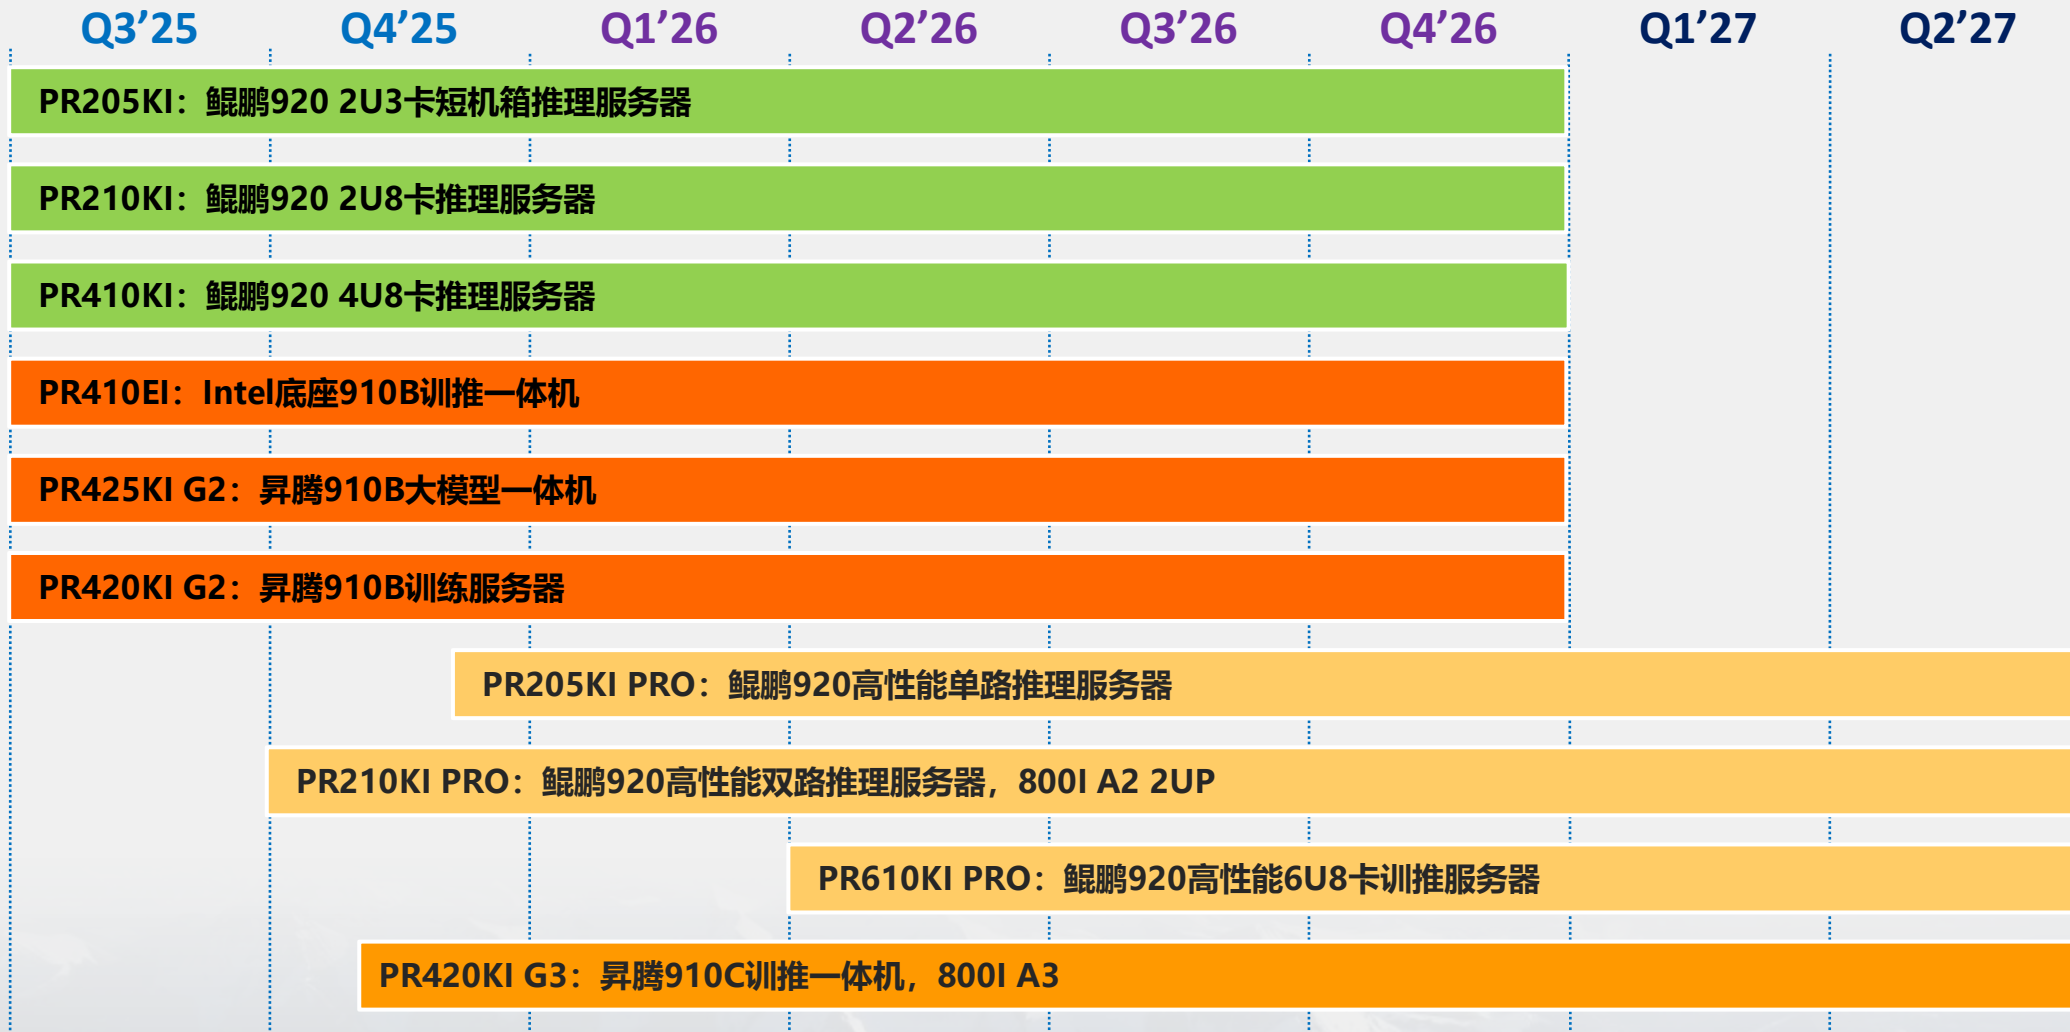 Q3’25 Q4’25 Q1’26 Q2’26 Q3’26 Q4’26 Q1’27 Q2’27
PR205KI：鲲鹏920 2U3卡短机箱推理服务器
PR210KI：鲲鹏920 2U8卡推理服务器
PR410KI：鲲鹏920 4U8卡推理服务器
PR410EI：Intel底座910B训推一体机
PR425KI G2：昇腾910B大模型一体机
PR420KI G2：昇腾910B训练服务器
PR205KI PRO：鲲鹏920高性能单路推理服务器
PR210KI PRO：鲲鹏920高性能双路推理服务器，800I A2 2UP
PR610KI PRO：鲲鹏920高性能6U8卡训推服务器
PR420KI G3：昇腾910C训推一体机，800I A3